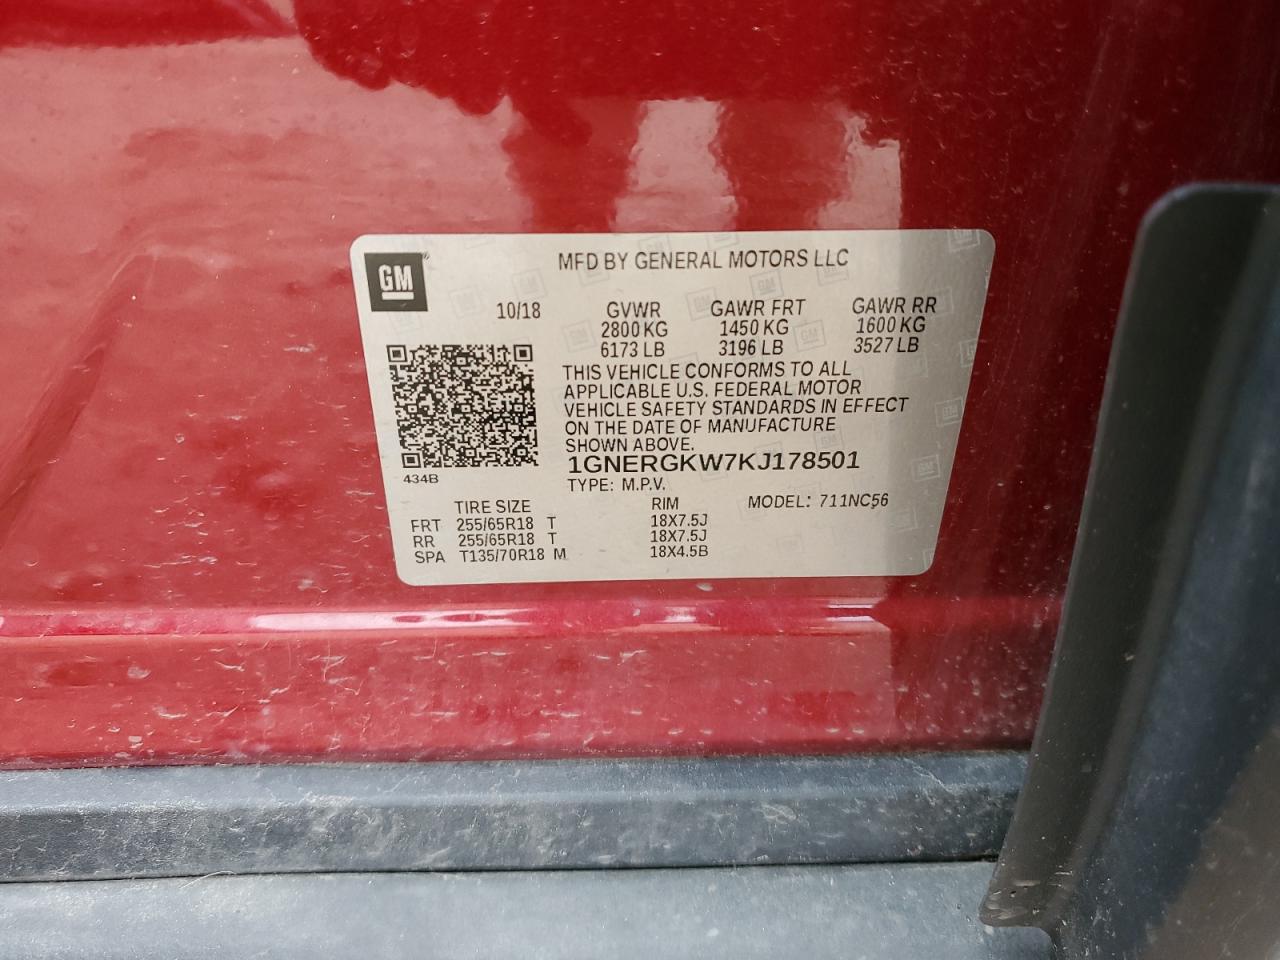 GM
MFD BY GENERAL MOTORS LLC
10/18 GVWR GAWR FRT GAWR RR
2800 KG 1450 KG 1600 KG
6173 LB 3196 LB 3527 LB
THIS VEHICLE CONFORMS TO ALL
APPLICABLE U.S. FEDERAL MOTOR
VEHICLE SAFETY STANDARDS IN EFFECT
ON THE DATE OF MANUFACTURE
SHOWN ABOVE.
1GNERGKW7KJ178501
434B
TYPE: M.P.V.
TIRE SIZE RIM MODEL: 711NC56
FRT 255/65R18 T 18X7.5J
RR 255/65R18 T 18X7.5J
SPA T135/70R18 M 18X4.5B